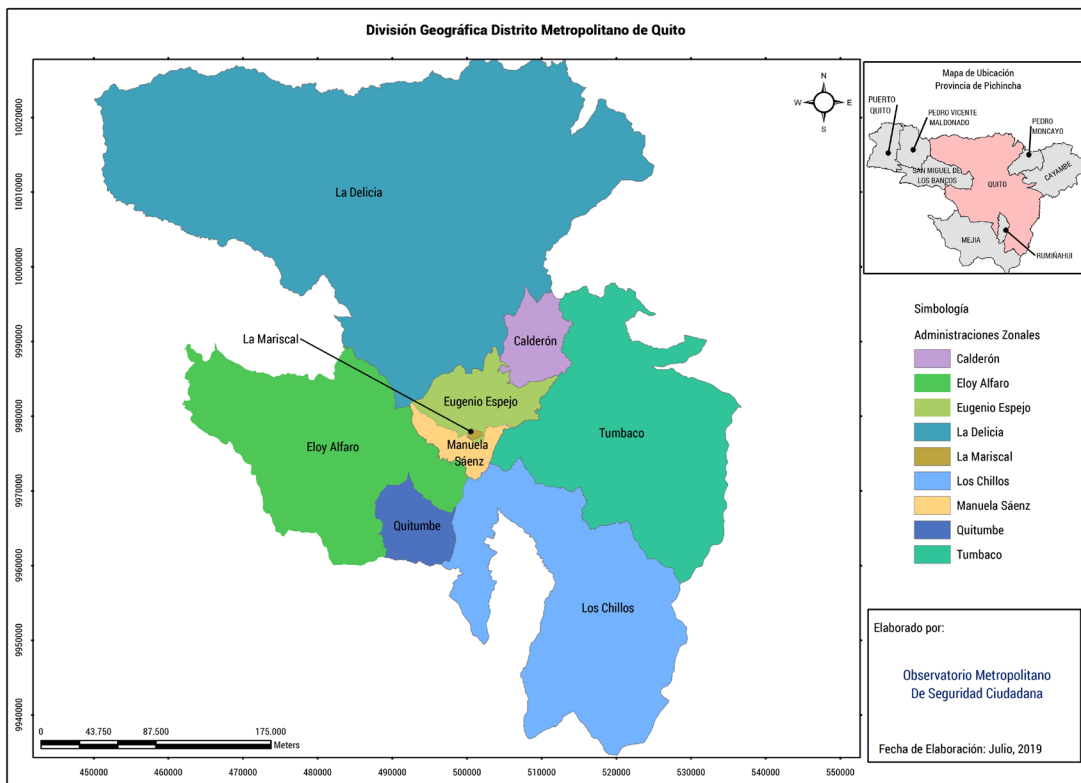 División Geográfica Distrito Metropolitano de Quito
N
W
E
S
La Delicia
La Mariscal
Calderón
Eugenio Espejo
Eloy Alfaro
Manuela
Sáenz
Tumbaco
Quitumbe
Los Chillos
10020000
10010000
10000000
9990000
9980000
9970000
9960000
9950000
9940000
0
43.750
87.500
175.000
Meters
450000
460000
470000
480000
490000
500000
510000
520000
530000
540000
550000
Mapa de Ubicación
Provincia de Pichincha
PUERTO
QUITO
PEDRO VICENTE
MALDONADO
PEDRO
MONCAYO
SAN MIGUEL DE
LOS BANCOS
QUITO
CAYAMBE
MEJIA
RUMIÑAHUI
Simbología
Administraciones Zonales
Calderón
Eloy Alfaro
Eugenio Espejo
La Delicia
La Mariscal
Los Chillos
Manuela Sáenz
Quitumbe
Tumbaco
Elaborado por:
Observatorio Metropolitano
De Seguridad Ciudadana
Fecha de Elaboración: Julio, 2019